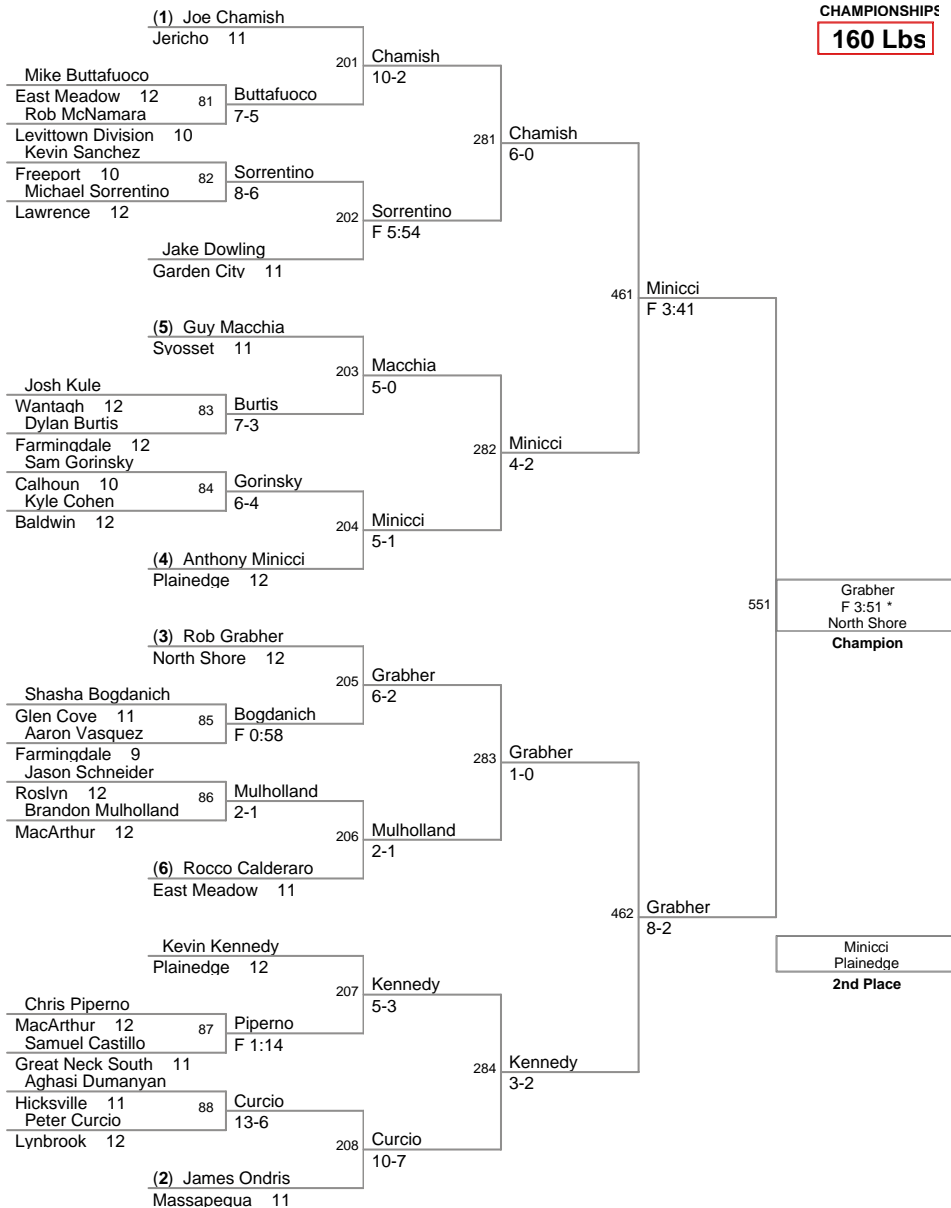 CHAMPIONSHIPS
160 Lbs
(1) Joe Chamish
Jericho 11
201
Chamish
10-2
Mike Buttafuoco
East Meadow 12
81
Buttafuoco
7-5
Rob McNamara
Levittown Division 10
281
Chamish
6-0
Kevin Sanchez
Freeport 10
82
Sorrentino
8-6
Michael Sorrentino
Lawrence 12
202
Sorrentino
F 5:54
Jake Dowling
Garden City 11
461
Minicci
F 3:41
(5) Guy Macchia
Syosset 11
203
Macchia
5-0
Josh Kule
Wantagh 12
83
Burtis
7-3
Dylan Burtis
Farmingdale 12
282
Minicci
4-2
Sam Gorinsky
Calhoun 10
84
Gorinsky
6-4
Kyle Cohen
Baldwin 12
204
Minicci
5-1
(4) Anthony Minicci
Plainedge 12
551
Grabher
F 3:51 *
North Shore
Champion
(3) Rob Grabher
North Shore 12
205
Grabher
6-2
Shasha Bogdanich
Glen Cove 11
85
Bogdanich
F 0:58
Aaron Vasquez
Farmingdale 9
283
Grabher
1-0
Jason Schneider
Roslyn 12
86
Mulholland
2-1
Brandon Mulholland
MacArthur 12
206
Mulholland
2-1
(6) Rocco Calderaro
East Meadow 11
462
Grabher
8-2
Minicci
Plainedge
2nd Place
Kevin Kennedy
Plainedge 12
207
Kennedy
5-3
Chris Piperno
MacArthur 12
87
Piperno
F 1:14
Samuel Castillo
Great Neck South 11
284
Kennedy
3-2
Aghasi Dumanyan
Hicksville 11
88
Curcio
13-6
Peter Curcio
Lynbrook 12
208
Curcio
10-7
(2) James Ondris
Massapequa 11